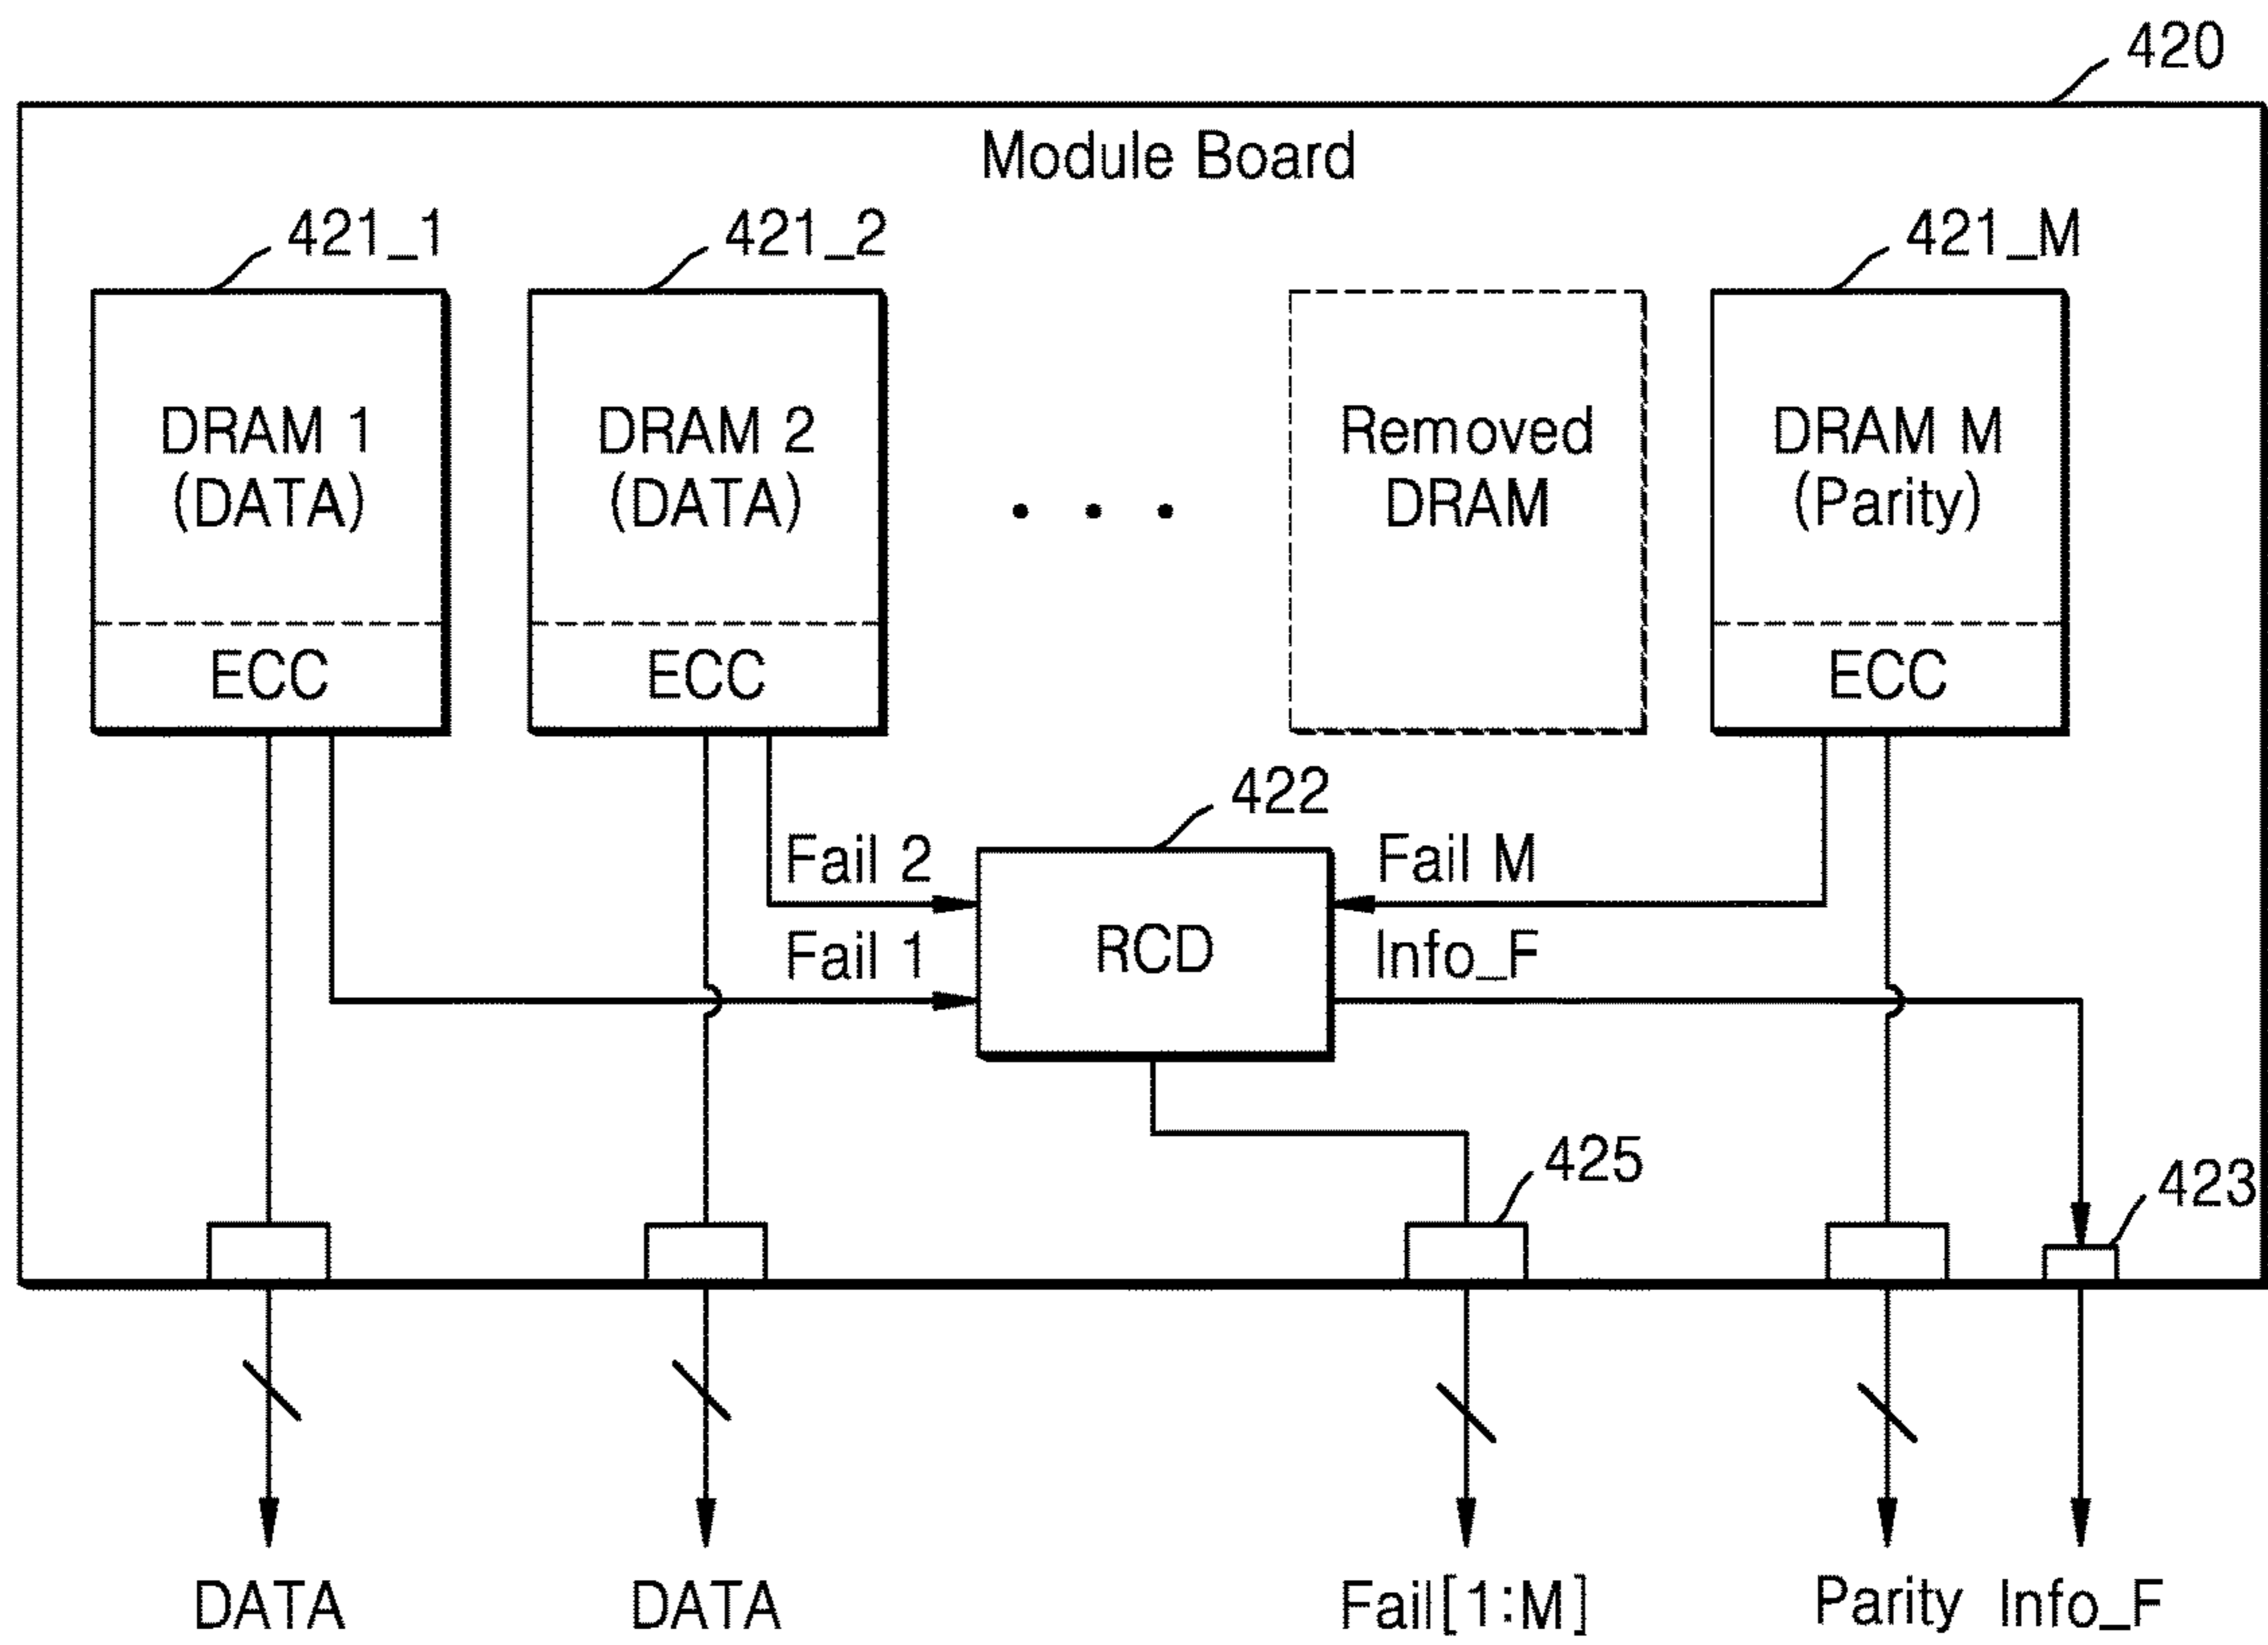 420
Module Board
421_1
421_2
421_M
DRAM 1
(DATA)
DRAM 2
(DATA)
Removed
DRAM
DRAM M
(Parity)
ECC
ECC
ECC
422
Fail 2
Fail M
Fail 1
RCD
Info_F
425
423
DATA
DATA
Fail[1:M]
Parity
Info_F